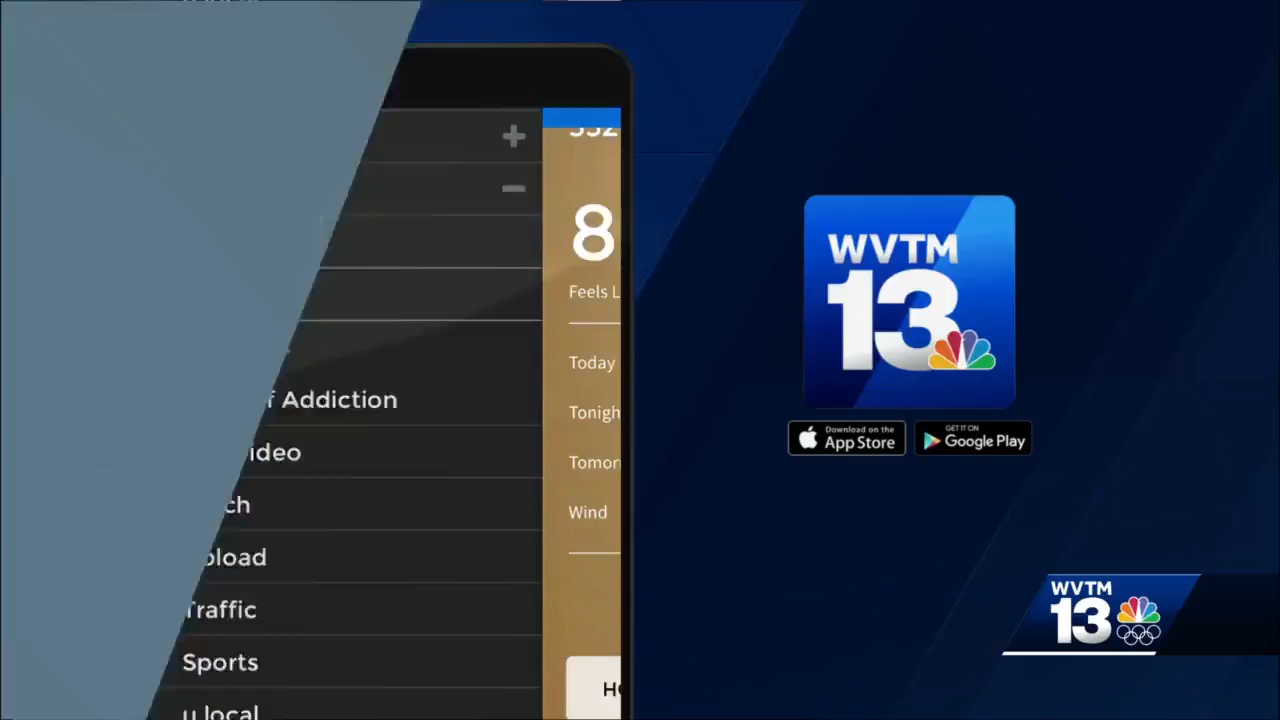 8
Feels L
Today
Tonigh
Tomor
Wind
f Addiction
ideo
ch
pload
Traffic
Sports
u local
WVTM
13
Download on the
App Store
GET IT ON
Google Play
WVTM
13